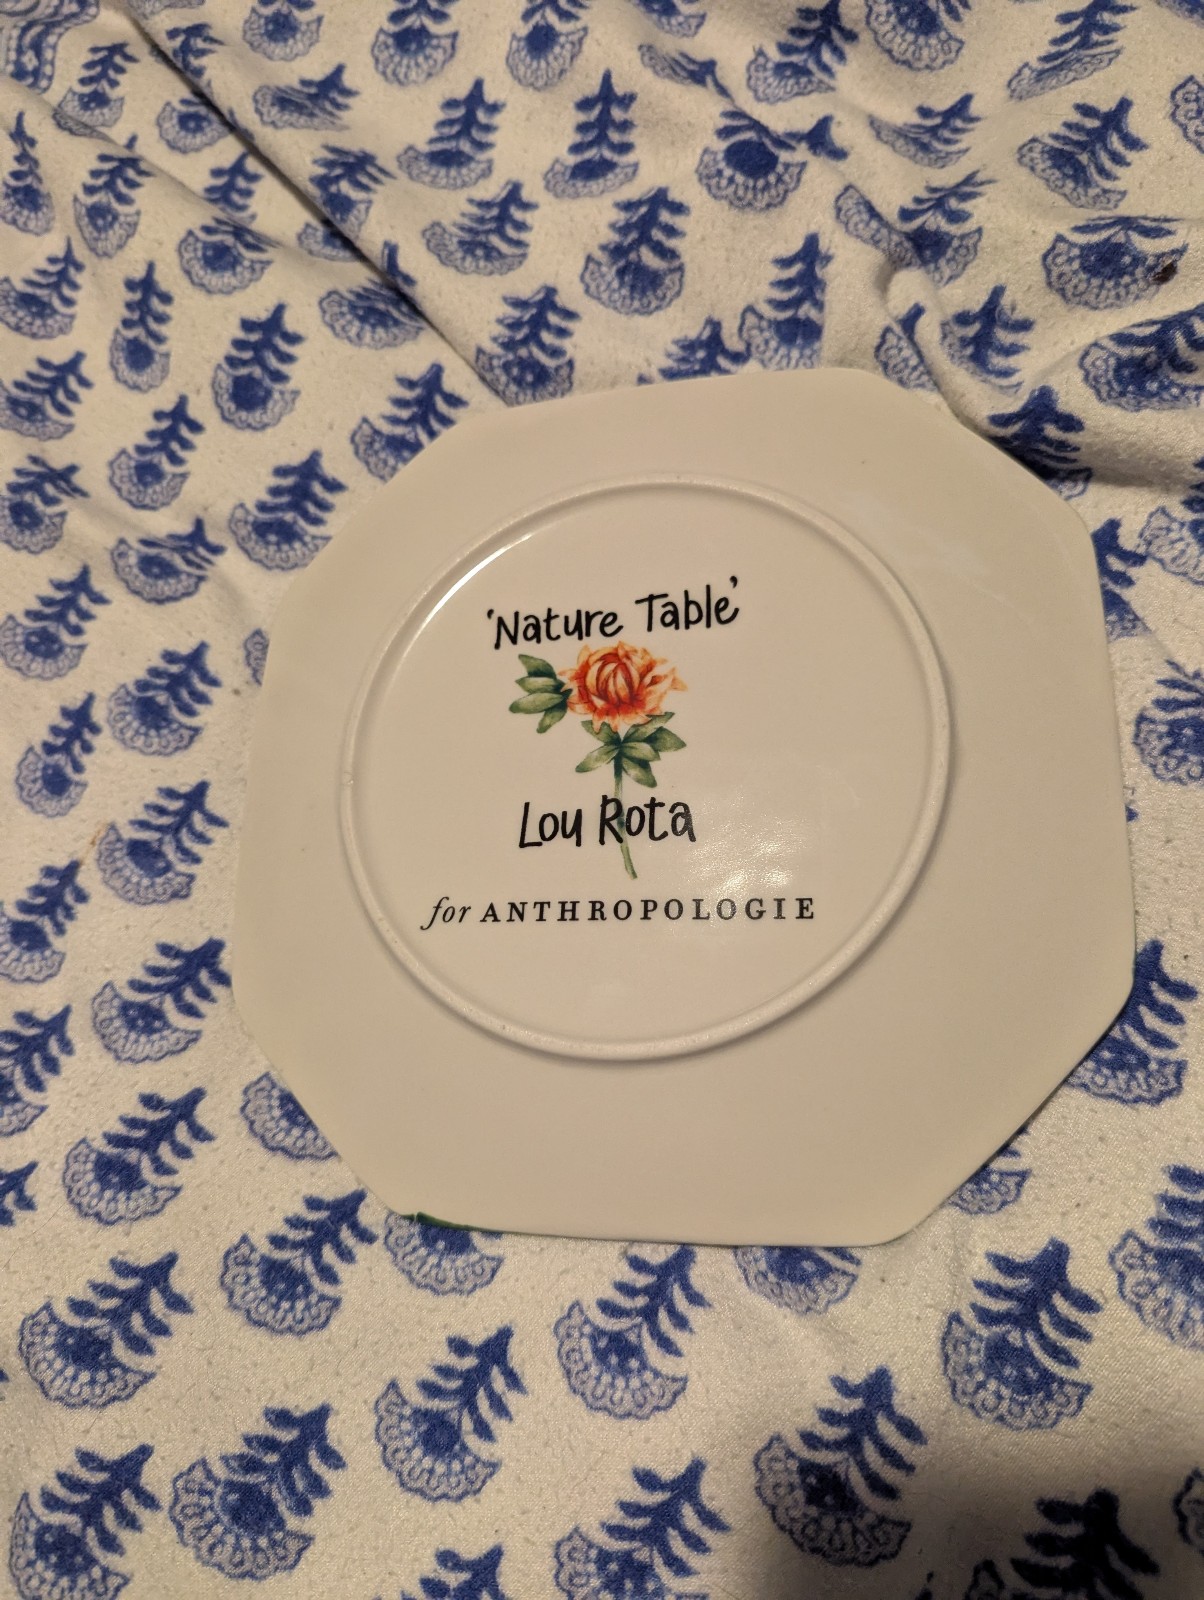 ‘Nature Table’
Lou Rota
for ANTHROPOLOGIE